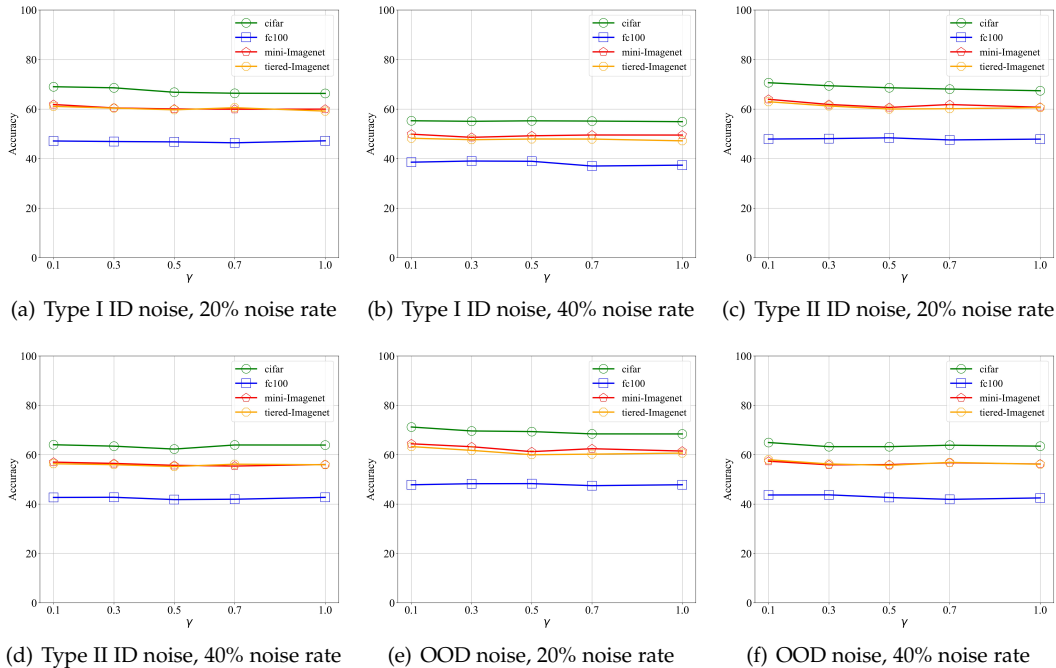 100
80
60
40
20
0
Accuracy
cifar
fc100
mini-Imagenet
tiered-Imagenet
0.1 0.3 0.5 0.7 1.0
γ
(a) Type I ID noise, 20% noise rate
100
80
60
40
20
0
Accuracy
cifar
fc100
mini-Imagenet
tiered-Imagenet
0.1 0.3 0.5 0.7 1.0
γ
(b) Type I ID noise, 40% noise rate
100
80
60
40
20
0
Accuracy
cifar
fc100
mini-Imagenet
tiered-Imagenet
0.1 0.3 0.5 0.7 1.0
γ
(c) Type II ID noise, 20% noise rate
100
80
60
40
20
0
Accuracy
cifar
fc100
mini-Imagenet
tiered-Imagenet
0.1 0.3 0.5 0.7 1.0
γ
(d) Type II ID noise, 40% noise rate
100
80
60
40
20
0
Accuracy
cifar
fc100
mini-Imagenet
tiered-Imagenet
0.1 0.3 0.5 0.7 1.0
γ
(e) OOD noise, 20% noise rate
100
80
60
40
20
0
Accuracy
cifar
fc100
mini-Imagenet
tiered-Imagenet
0.1 0.3 0.5 0.7 1.0
γ
(f) OOD noise, 40% noise rate